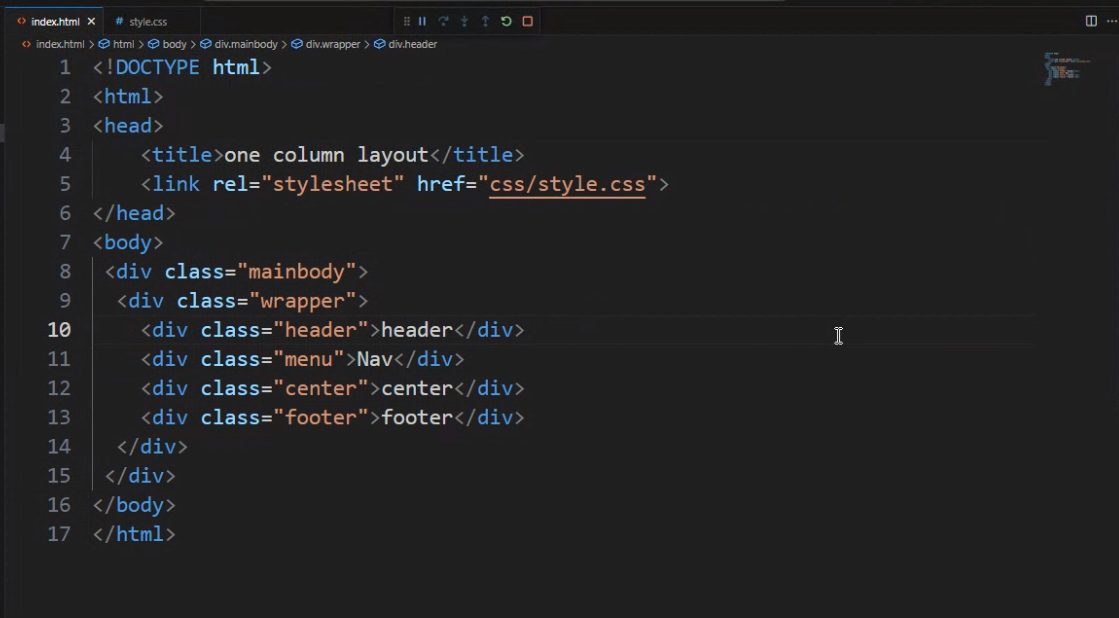 index.html
style.css
index.html > html > body > div.mainbody > div.wrapper > div.header
1 <!DOCTYPE html>
2 <html>
3 <head>
4     <title>one column layout</title>
5     <link rel="stylesheet" href="css/style.css">
6 </head>
7 <body>
8  <div class="mainbody">
9   <div class="wrapper">
10     <div class="header">header</div>
11     <div class="menu">Nav</div>
12     <div class="center">center</div>
13     <div class="footer">footer</div>
14   </div>
15  </div>
16 </body>
17 </html>